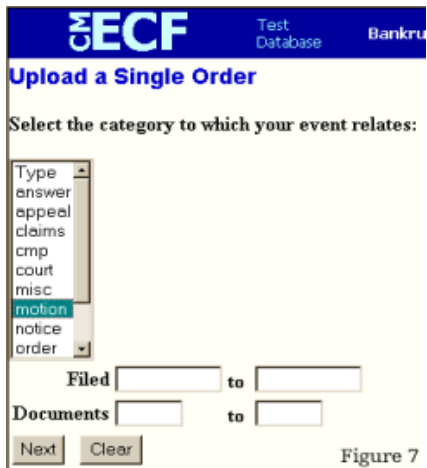 CM ECF Test Database Bankru
Upload a Single Order
Select the category to which your event relates:
Type
answer
appeal
claims
cmp
court
misc
motion
notice
order
Filed to
Documents to
Next Clear
Figure 7